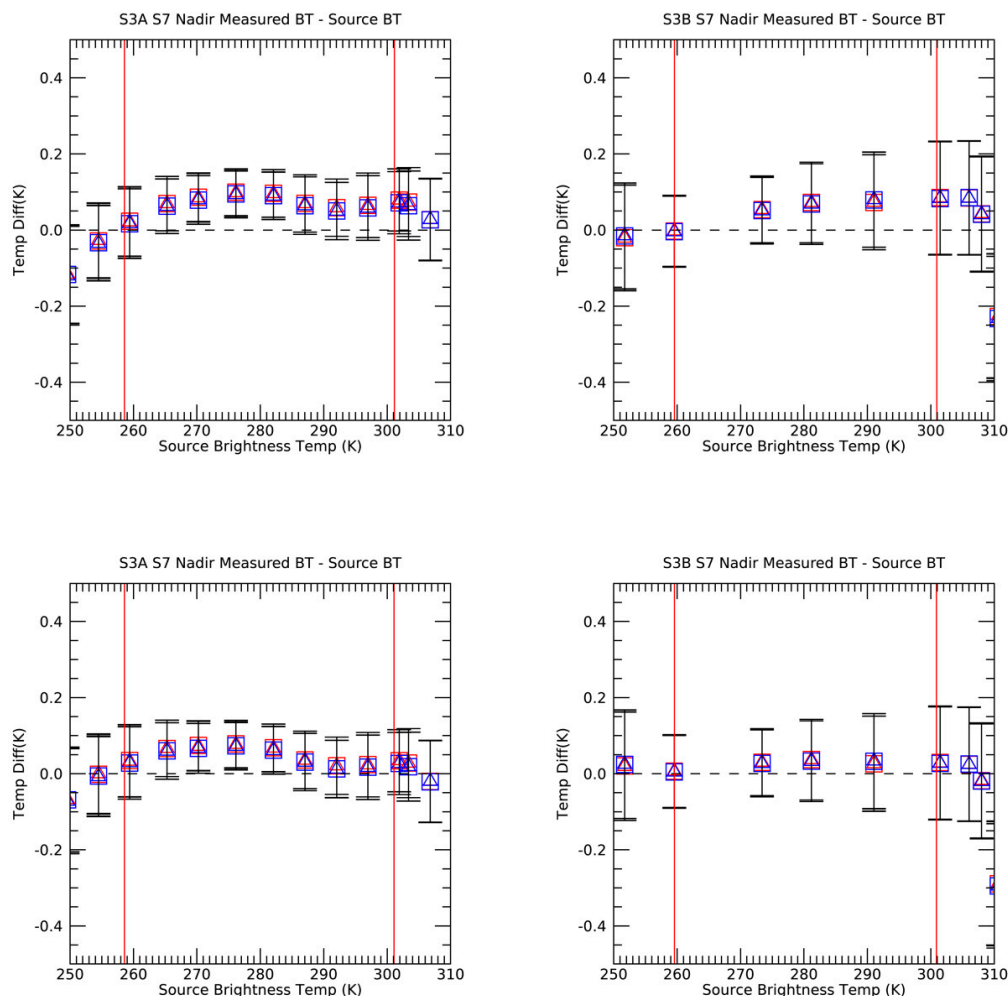 S3A S7 Nadir Measured BT - Source BT
Temp Diff(K)
0.4
0.2
0.0
-0.2
-0.4
250 260 270 280 290 300 310
Source Brightness Temp (K)
S3B S7 Nadir Measured BT - Source BT
Temp Diff(K)
0.4
0.2
0.0
-0.2
-0.4
250 260 270 280 290 300 310
Source Brightness Temp (K)
S3A S7 Nadir Measured BT - Source BT
Temp Diff(K)
0.4
0.2
0.0
-0.2
-0.4
250 260 270 280 290 300 310
Source Brightness Temp (K)
S3B S7 Nadir Measured BT - Source BT
Temp Diff(K)
0.4
0.2
0.0
-0.2
-0.4
250 260 270 280 290 300 310
Source Brightness Temp (K)